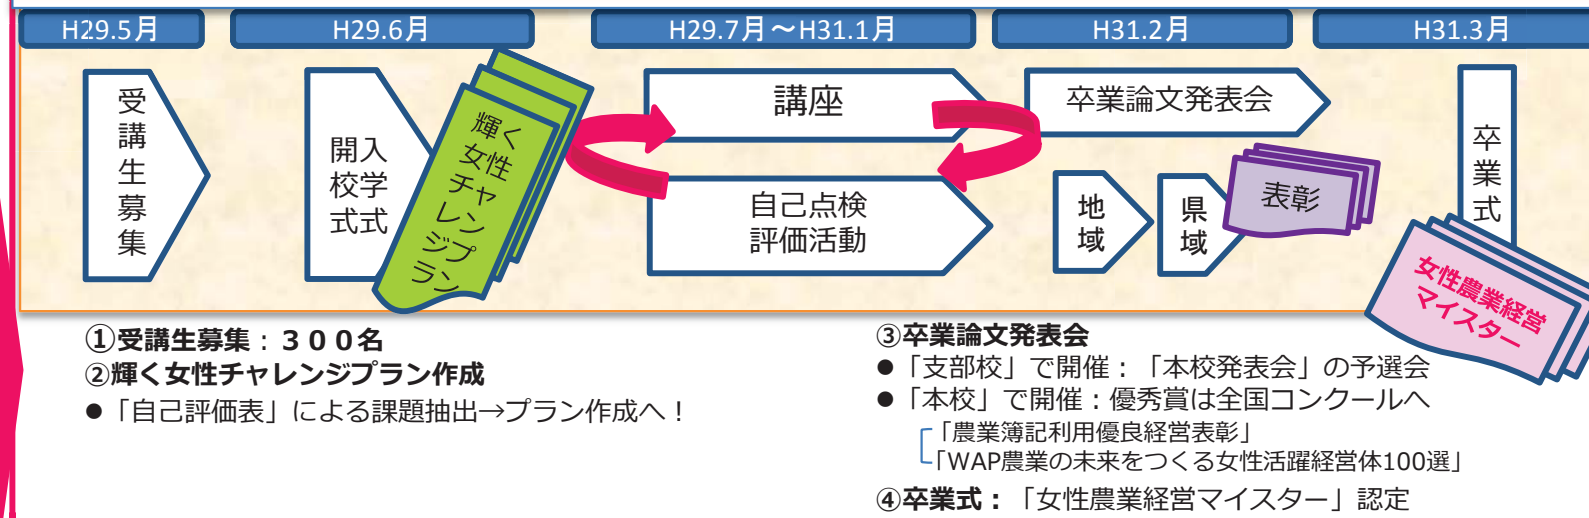 H29.5月
H29.6月
H29.7月～H31.1月
H31.2月
H31.3月
受講生募集
開校式
入学式
輝く
女性
チャレンジプラン
講座
自己点検
評価活動
卒業論文発表会
地域
県域
表彰
卒業式
女性農業経営
マイスター
①受講生募集：３００名
②輝く女性チャレンジプラン作成
●「自己評価表」による課題抽出→プラン作成へ！
③卒業論文発表会
●「支部校」で開催：「本校発表会」の予選会
●「本校」で開催：優秀賞は全国コンクールへ
「農業簿記利用優良経営表彰」
「WAP農業の未来をつくる女性活躍経営体100選」
④卒業式：「女性農業経営マイスター」認定